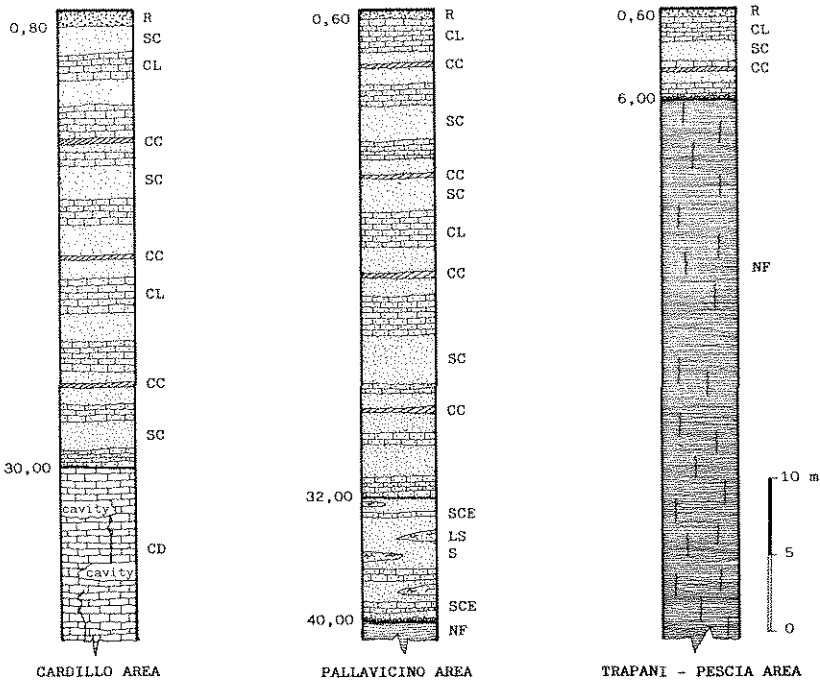 0,80
R
SC
CL
CC
SC
CC
CL
CC
SC
30,00
cavity
CD
cavity
CARDILLO AREA
0,60
R
CL
CC
SC
CC
SC
CL
CC
SC
CC
32,00
SCE
LS
S
SCE
40,00
NF
PALLAVICINO AREA
0,60
R
CL
SC
CC
6,00
NF
10 m
5
0
TRAPANI - PESCIA AREA